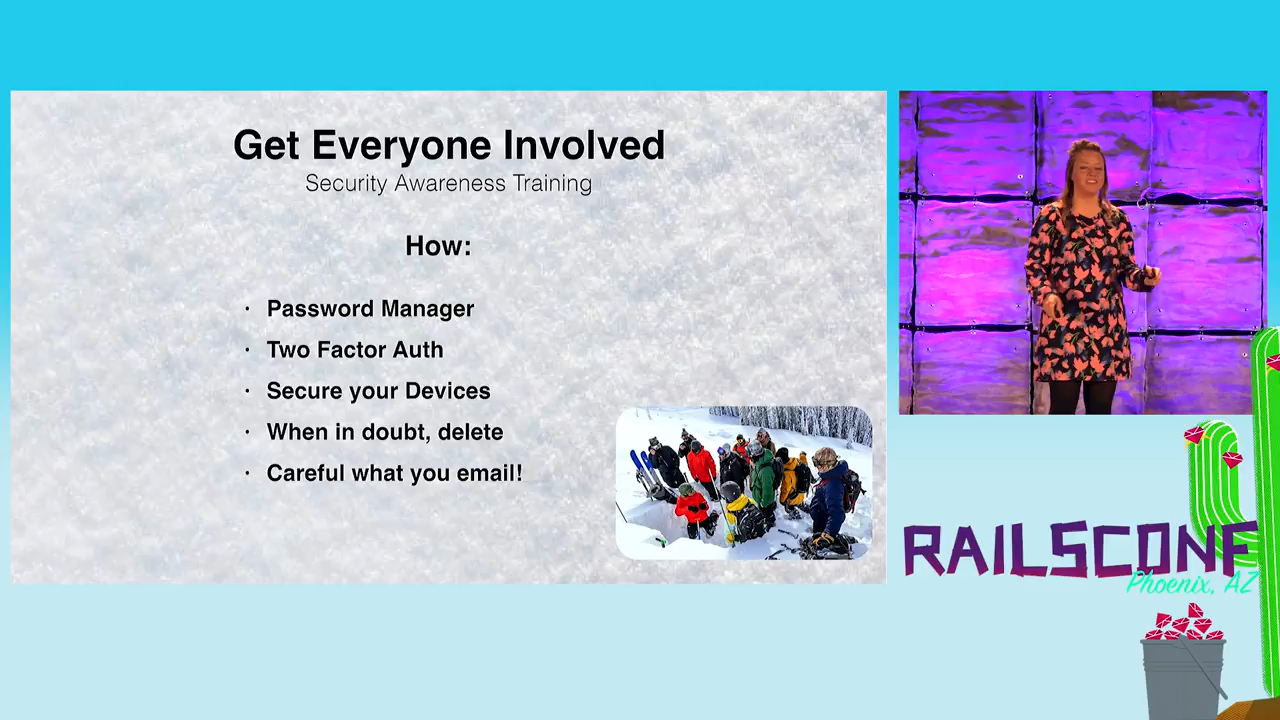 Get Everyone Involved
Security Awareness Training
How:
· Password Manager
· Two Factor Auth
· Secure your Devices
· When in doubt, delete
· Careful what you email!
RAILSCONF
Phoenix, AZ